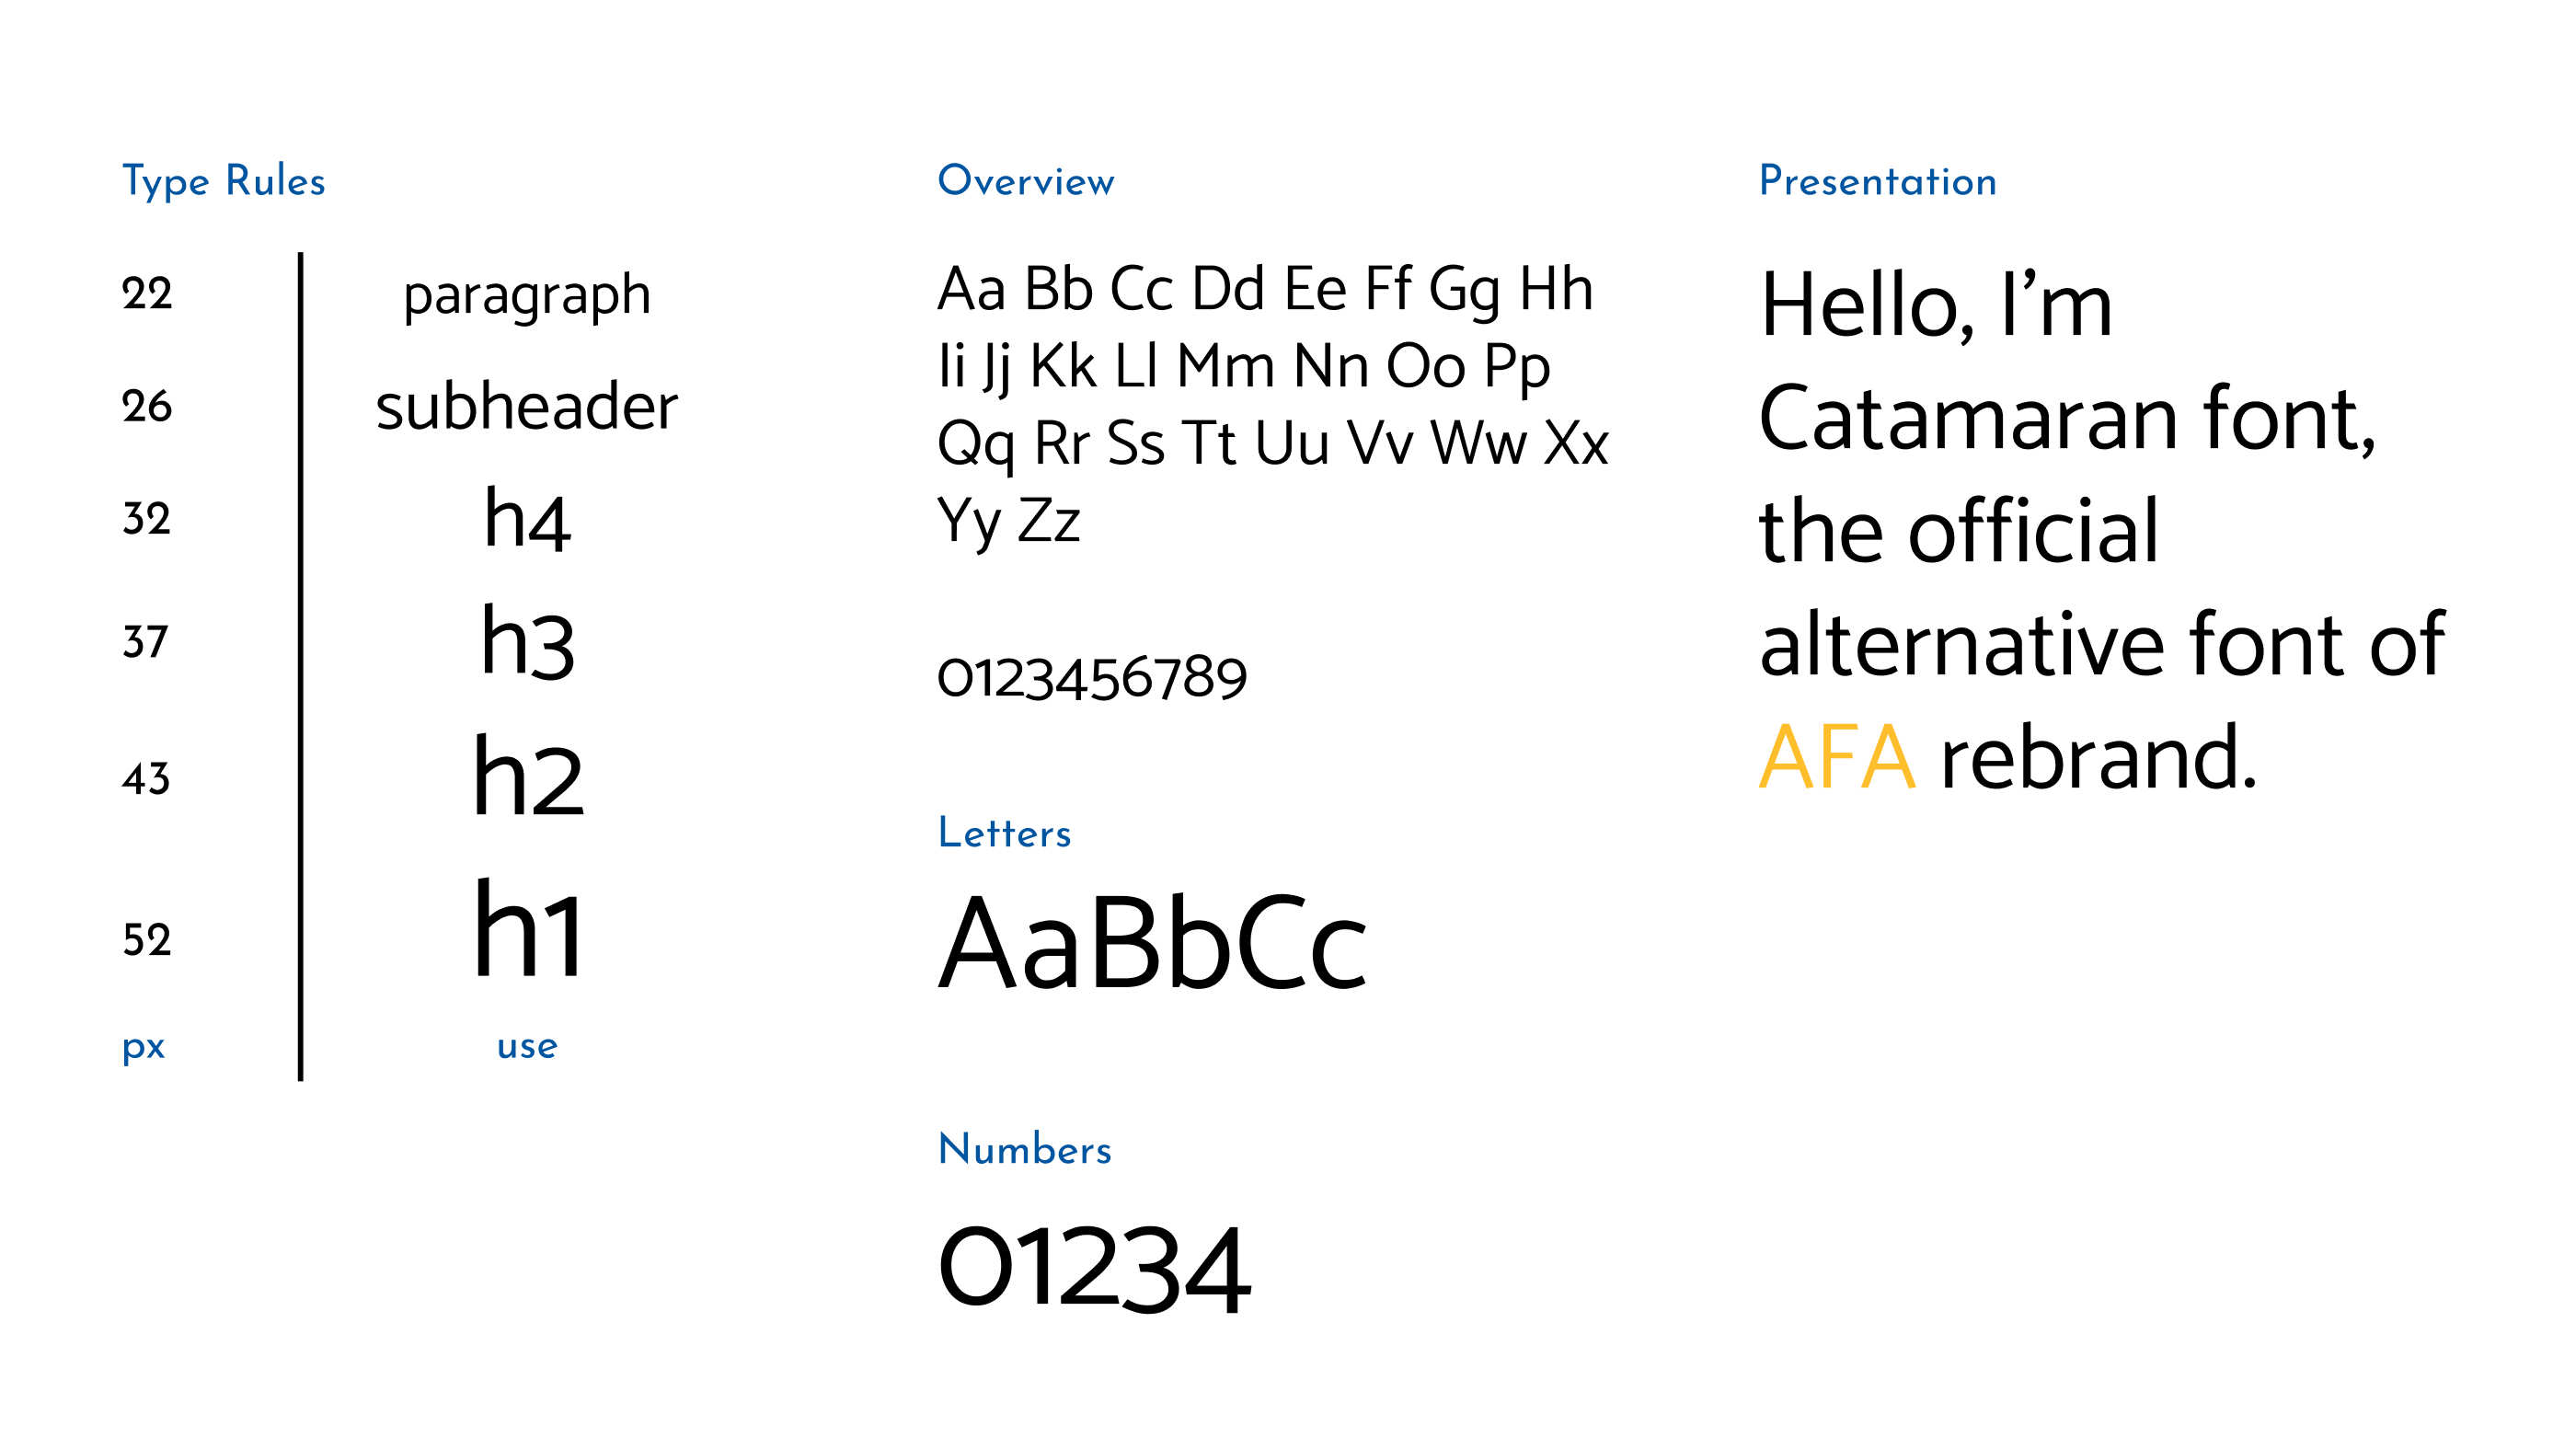 Type Rules
22 paragraph
26 subheader
32 h4
37 h3
43 h2
52 h1
px use
Overview
Aa Bb Cc Dd Ee Ff Gg Hh
Ii Jj Kk Ll Mm Nn Oo Pp
Qq Rr Ss Tt Uu Vv Ww Xx
Yy Zz
0123456789
Letters
AaBbCc
Numbers
01234
Presentation
Hello, I’m
Catamaran font,
the official
alternative font of
AFA rebrand.